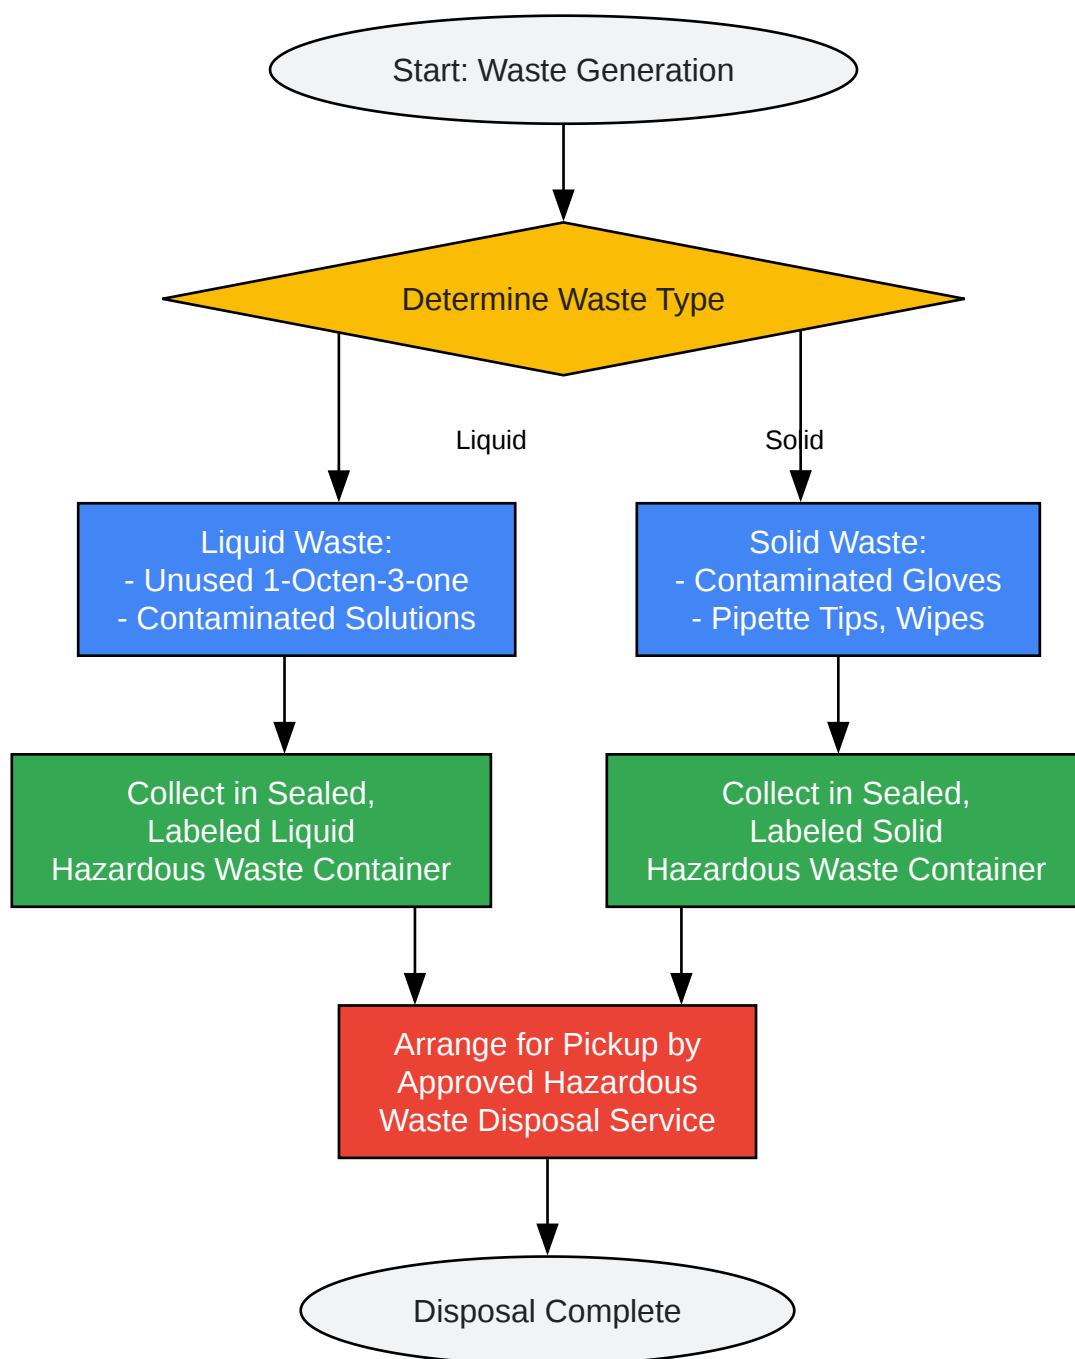 Start: Waste Generation
Determine Waste Type
Liquid
Solid
Liquid Waste:
- Unused 1-Octen-3-one
- Contaminated Solutions
Solid Waste:
- Contaminated Gloves
- Pipette Tips, Wipes
Collect in Sealed,
Labeled Liquid
Hazardous Waste Container
Collect in Sealed,
Labeled Solid
Hazardous Waste Container
Arrange for Pickup by
Approved Hazardous
Waste Disposal Service
Disposal Complete